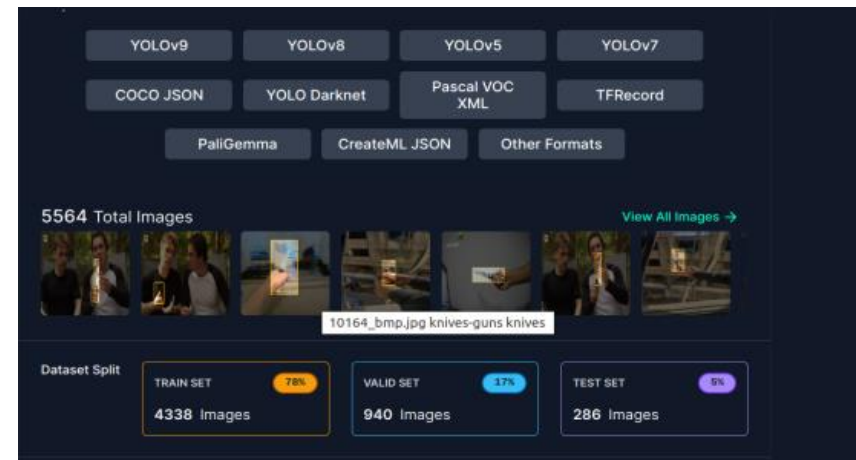 YOLOv9 YOLOv8 YOLOv5 YOLOv7
COCO JSON YOLO Darknet Pascal VOC XML TFRecord
PaliGemma CreateML JSON Other Formats
5564 Total Images View All Images →
10164_bmp.jpg knives-guns knives
Dataset Split
TRAIN SET 78%
4338 Images
VALID SET 17%
940 Images
TEST SET 5%
286 Images